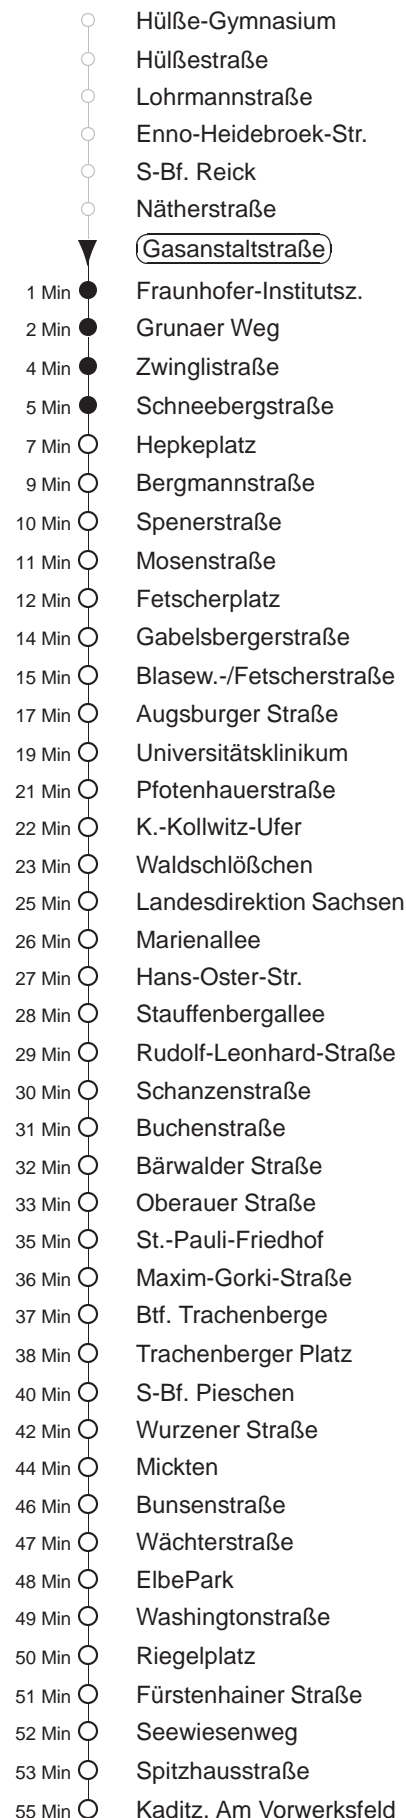 Hülße-Gymnasium
Hülßestraße
Lohrmannstraße
Enno-Heidebroek-Str.
S-Bf. Reick
Nätherstraße
Gasanstaltstraße
1 Min Fraunhofer-Institutsz.
2 Min Grunaer Weg
4 Min Zwinglistraße
5 Min Schneebergstraße
7 Min Hepkeplatz
9 Min Bergmannstraße
10 Min Spenerstraße
11 Min Mosenstraße
12 Min Fetscherplatz
14 Min Gabelsbergerstraße
15 Min Blasew.-/Fetscherstraße
17 Min Augsburger Straße
19 Min Universitätsklinikum
21 Min Pfotenhauerstraße
22 Min K.-Kollwitz-Ufer
23 Min Waldschlößchen
25 Min Landesdirektion Sachsen
26 Min Marienallee
27 Min Hans-Oster-Str.
28 Min Stauffenbergallee
29 Min Rudolf-Leonhard-Straße
30 Min Schanzenstraße
31 Min Buchenstraße
32 Min Bärwalder Straße
33 Min Oberauer Straße
35 Min St.-Pauli-Friedhof
36 Min Maxim-Gorki-Straße
37 Min Btf. Trachenberge
38 Min Trachenberger Platz
40 Min S-Bf. Pieschen
42 Min Wurzener Straße
44 Min Mickten
46 Min Bunsenstraße
47 Min Wächterstraße
48 Min ElbePark
49 Min Washingtonstraße
50 Min Riegelplatz
51 Min Fürstenhainer Straße
52 Min Seewiesenweg
53 Min Spitzhausstraße
55 Min Kaditz, Am Vorwerksfeld